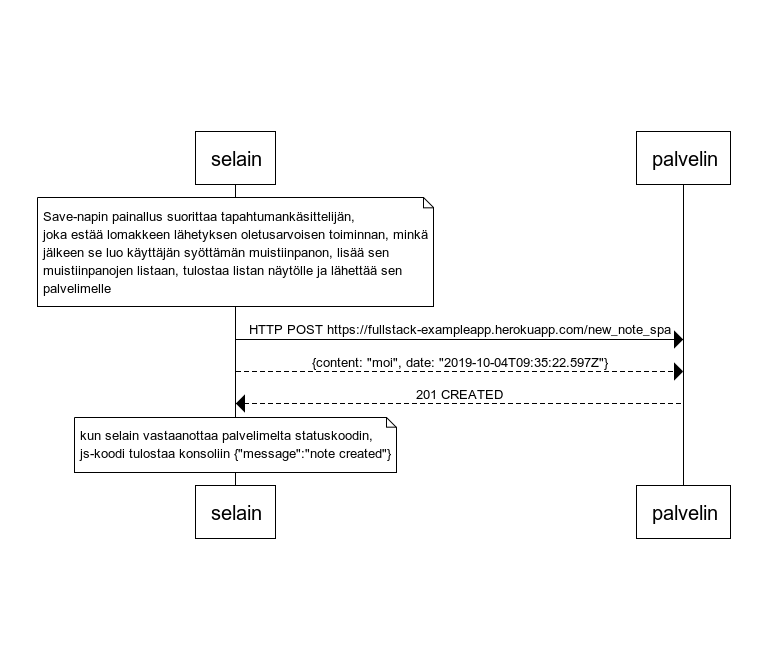 selain
palvelin
Save-napin painallus suorittaa tapahtumankäsittelijän,
joka estää lomakkeen lähetyksen oletusarvoisen toiminnan, minkä
jälkeen se luo käyttäjän syöttämän muistiinpanon, lisää sen
muistiinpanojen listaan, tulostaa listan näytölle ja lähettää sen
palvelimelle
HTTP POST https://fullstack-exampleapp.herokuapp.com/new_note_spa
{content: "moi", date: "2019-10-04T09:35:22.597Z"}
201 CREATED
kun selain vastaanottaa palvelimelta statuskoodin,
js-koodi tulostaa konsoliin {"message":"note created"}
selain
palvelin